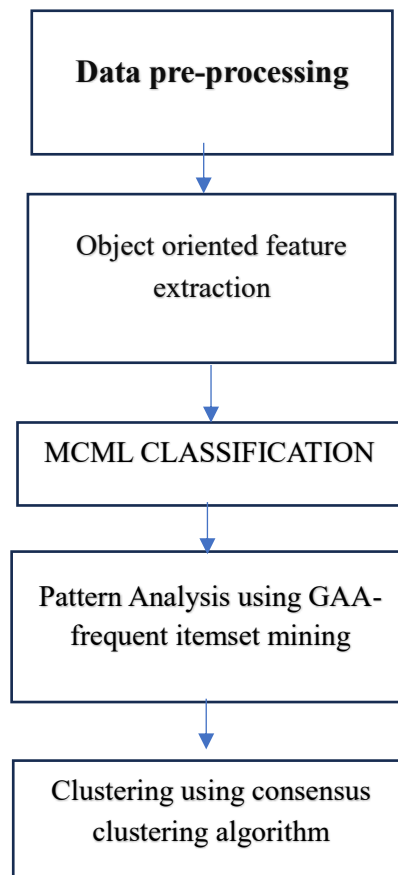 Data pre-processing
Object oriented feature
extraction
MCML CLASSIFICATION
Pattern Analysis using GAA-
frequent itemset mining
Clustering using consensus
clustering algorithm